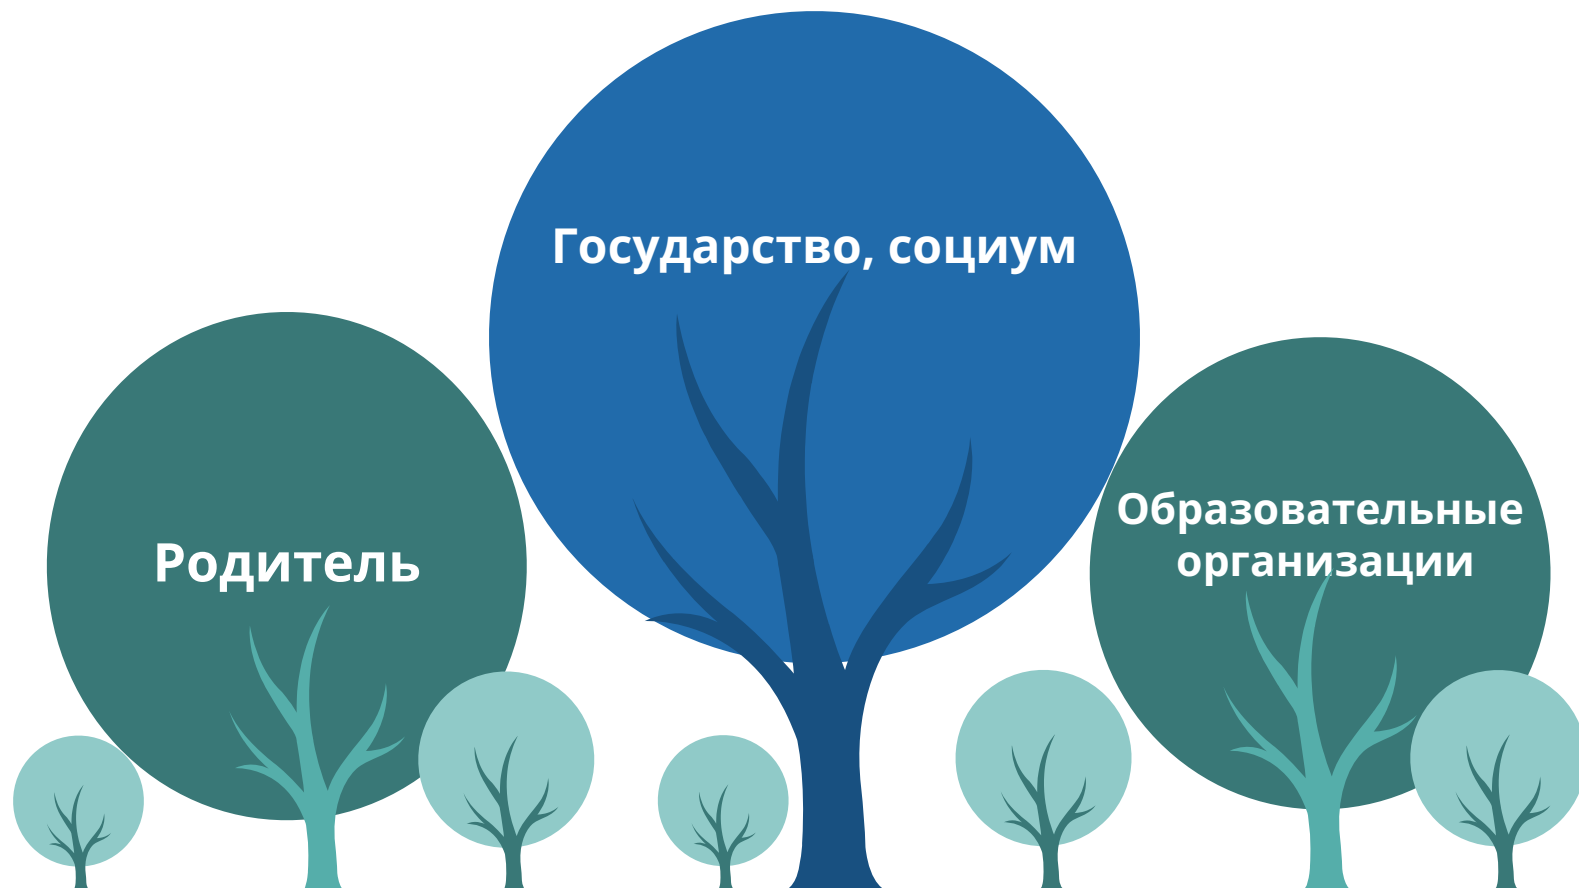 Государство, социум
Родитель
Образовательные
организации